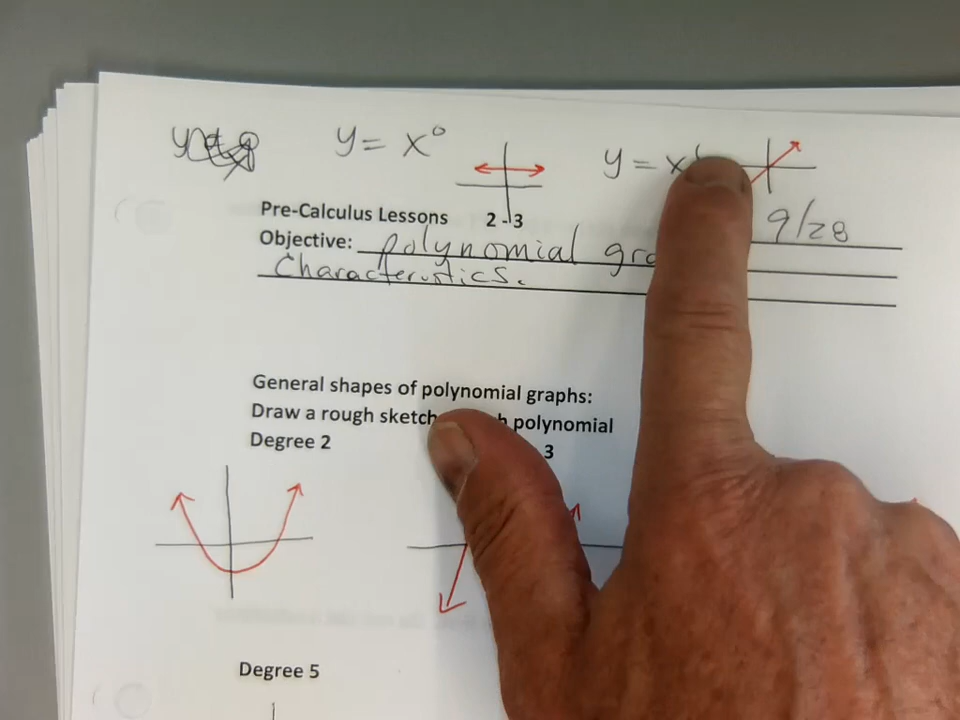 y = x⁰ y = x
Pre-Calculus Lessons 2 - 3 9/28
Objective: polynomial
Characteristics.
General shapes of polynomial graphs:
Draw a rough sketch polynomial
Degree 2 3
Degree 5